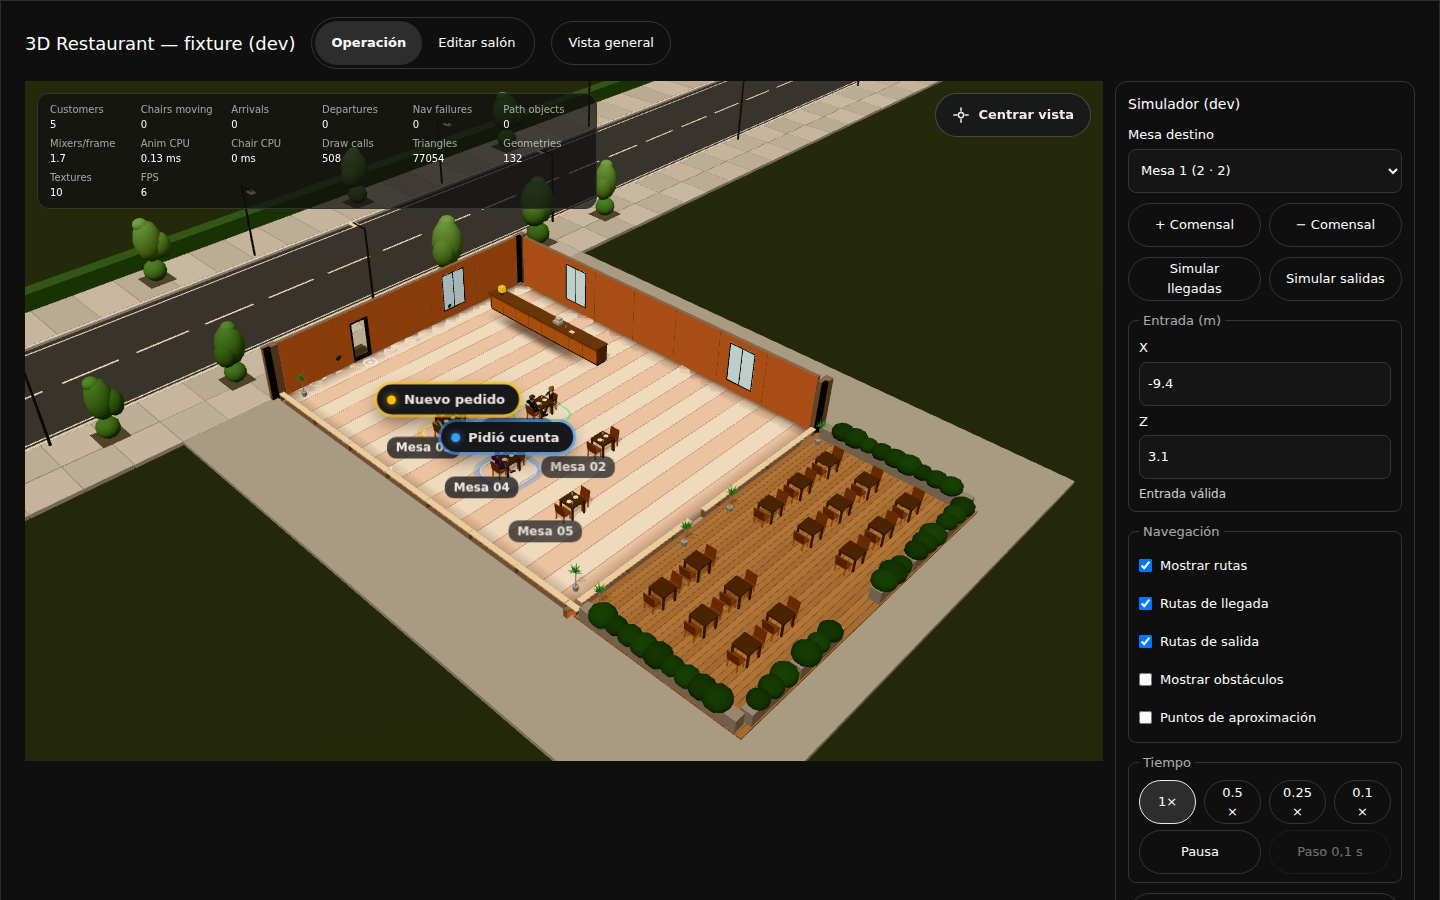 3D Restaurant — fixture (dev)
Operación
Editar salón
Vista general
Customers
5
Chairs moving
0
Arrivals
0
Departures
0
Nav failures
0
Path objects
0
Mixers/frame
1.7
Anim CPU
0.13 ms
Chair CPU
0 ms
Draw calls
508
Triangles
77054
Geometries
132
Textures
10
FPS
6
Centrar vista
Nuevo pedido
Pidió cuenta
Mesa 02
Mesa 04
Mesa 05
Simulador (dev)
Mesa destino
Mesa 1 (2 · 2)
+ Comensal
− Comensal
Simular
llegadas
Simular salidas
Entrada (m)
X
-9.4
Z
3.1
Entrada válida
Navegación
Mostrar rutas
Rutas de llegada
Rutas de salida
Mostrar obstáculos
Puntos de aproximación
Tiempo
1×
0.5
×
0.25
×
0.1
×
Pausa
Paso 0,1 s